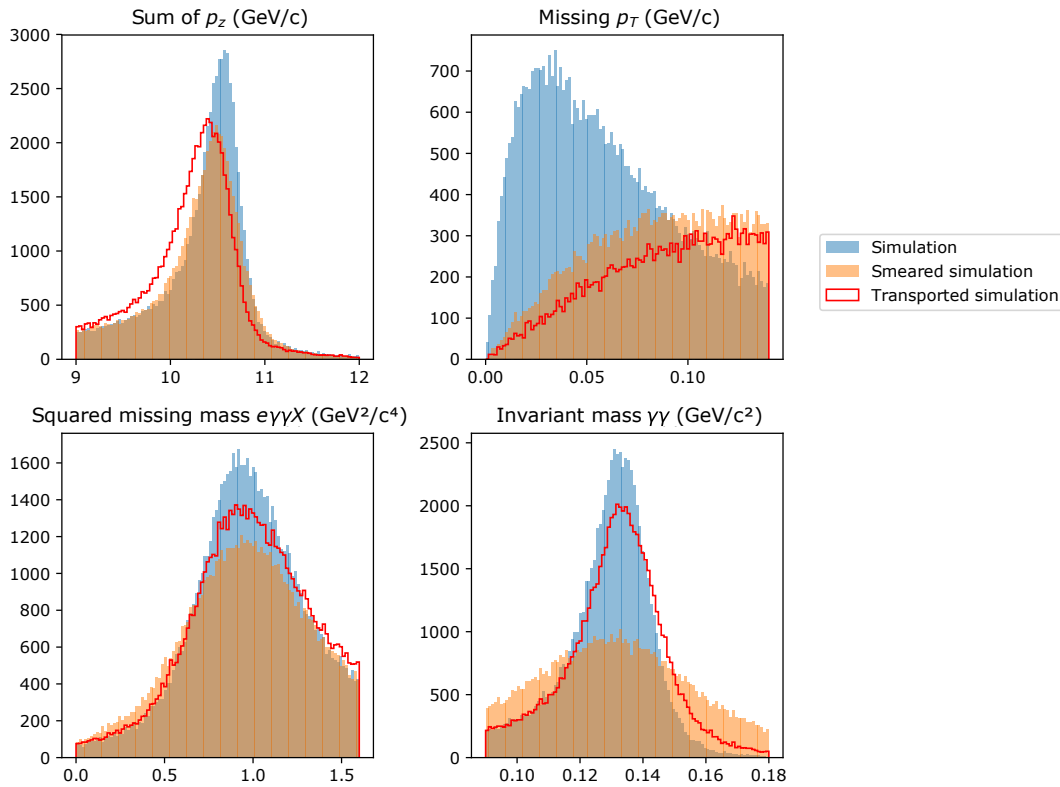 Sum of p_z (GeV/c)
3000
2500
2000
1500
1000
500
0
9 10 11 12
Missing p_T (GeV/c)
700
600
500
400
300
200
100
0
0.00 0.05 0.10
Simulation
Smeared simulation
Transported simulation
Squared missing mass eγγX (GeV²/c⁴)
1600
1400
1200
1000
800
600
400
200
0
0.0 0.5 1.0 1.5
Invariant mass γγ (GeV/c²)
2500
2000
1500
1000
500
0
0.10 0.12 0.14 0.16 0.18